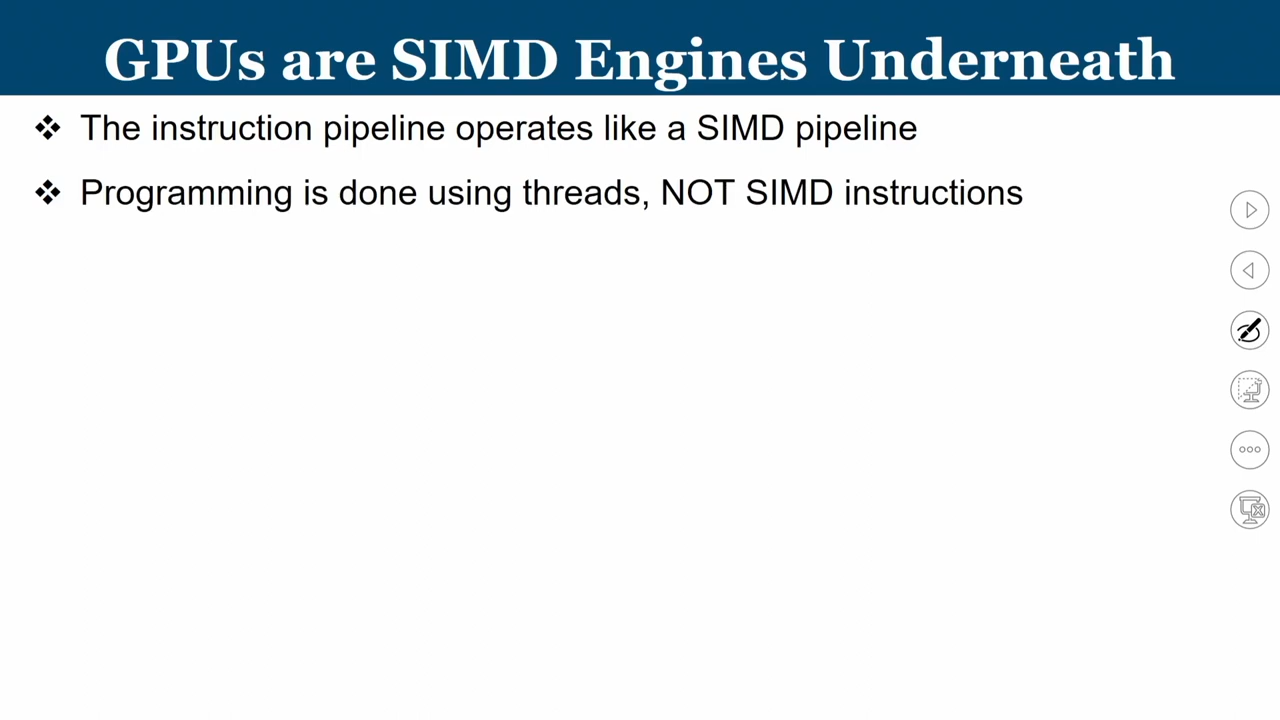 GPUs are SIMD Engines Underneath
❖ The instruction pipeline operates like a SIMD pipeline
❖ Programming is done using threads, NOT SIMD instructions